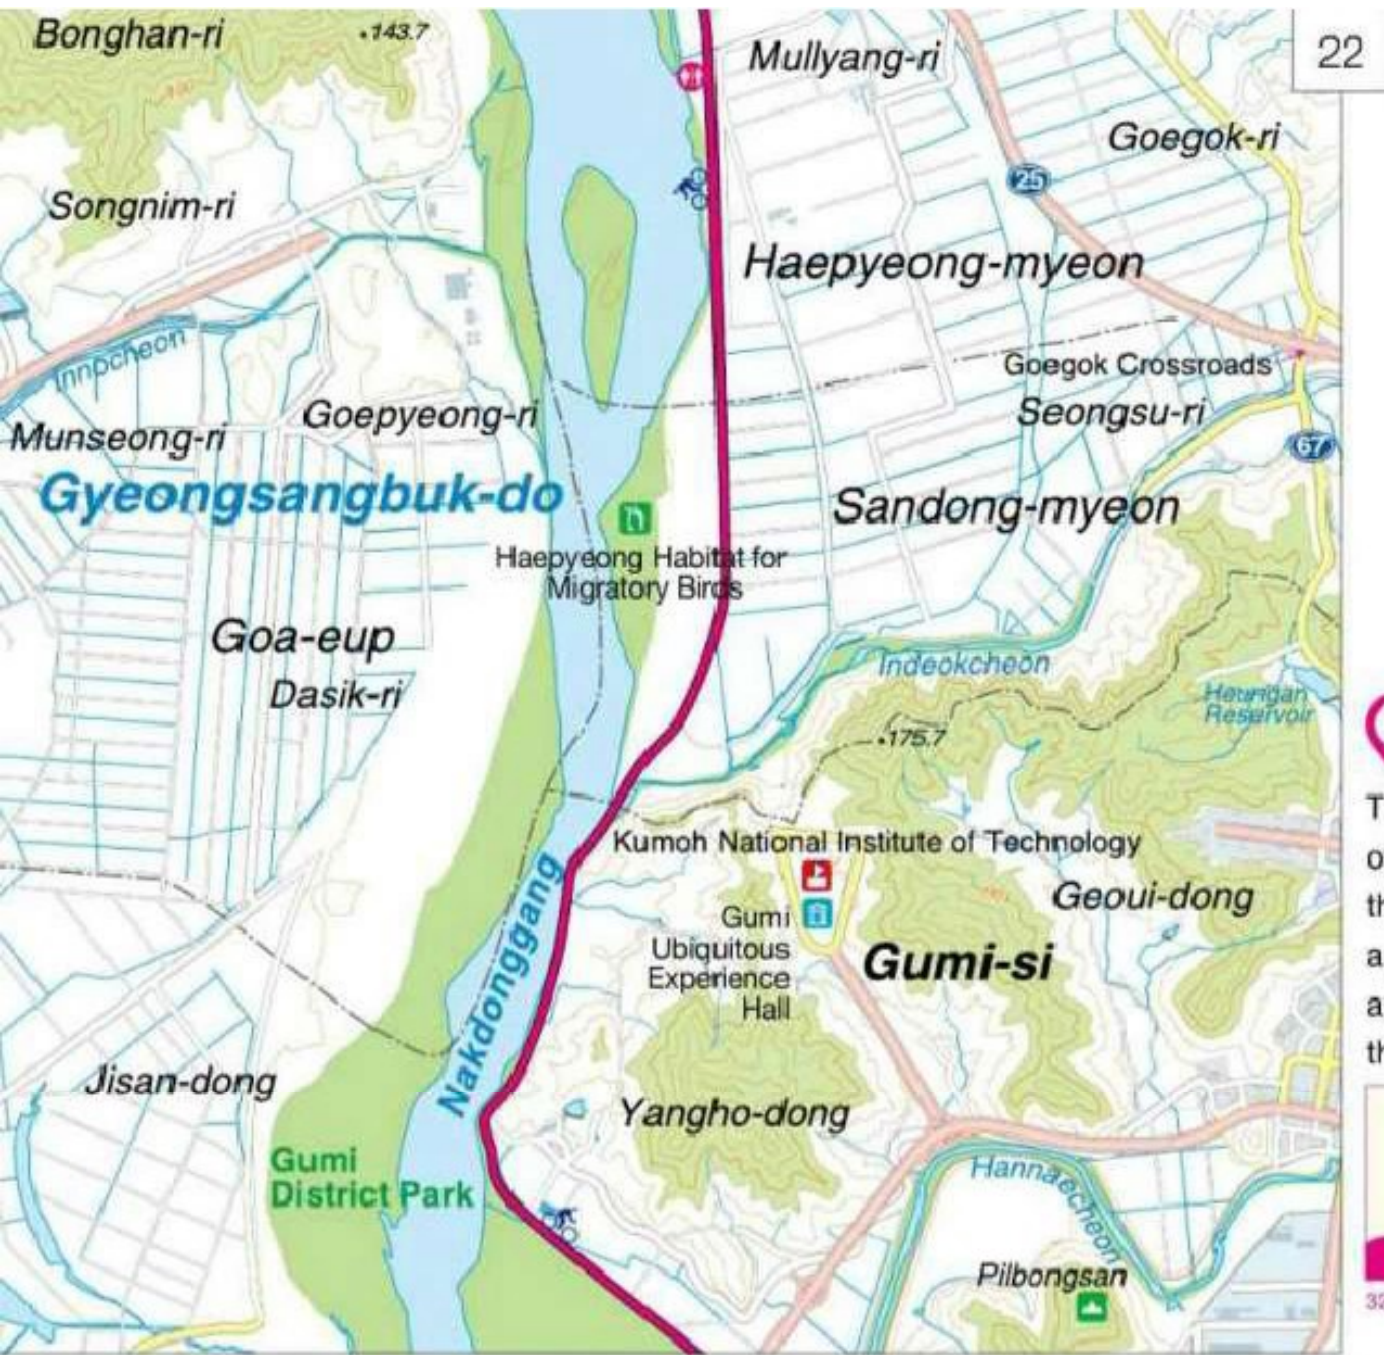 Bonghan-ri
143.7
Mullyang-ri
22
Goegok-ri
25
Songnim-ri
Haepyeong-myeon
Innocheon
Goegok Crossroads
Munseong-ri
Goepyeong-ri
Seongsu-ri
67
Gyeongsangbuk-do
Sandong-myeon
Haepyeong Habitat for
Migratory Birds
Goa-eup
Dasik-ri
Indeokcheon
Reservoir
175.7
Kumoh National Institute of Technology
Geoui-dong
Gumi
Ubiquitous
Experience
Hall
Gumi-si
Nakdonggang
Jisan-dong
Yangho-dong
Gumi
District Park
Hannaecheon
Pilbongsan